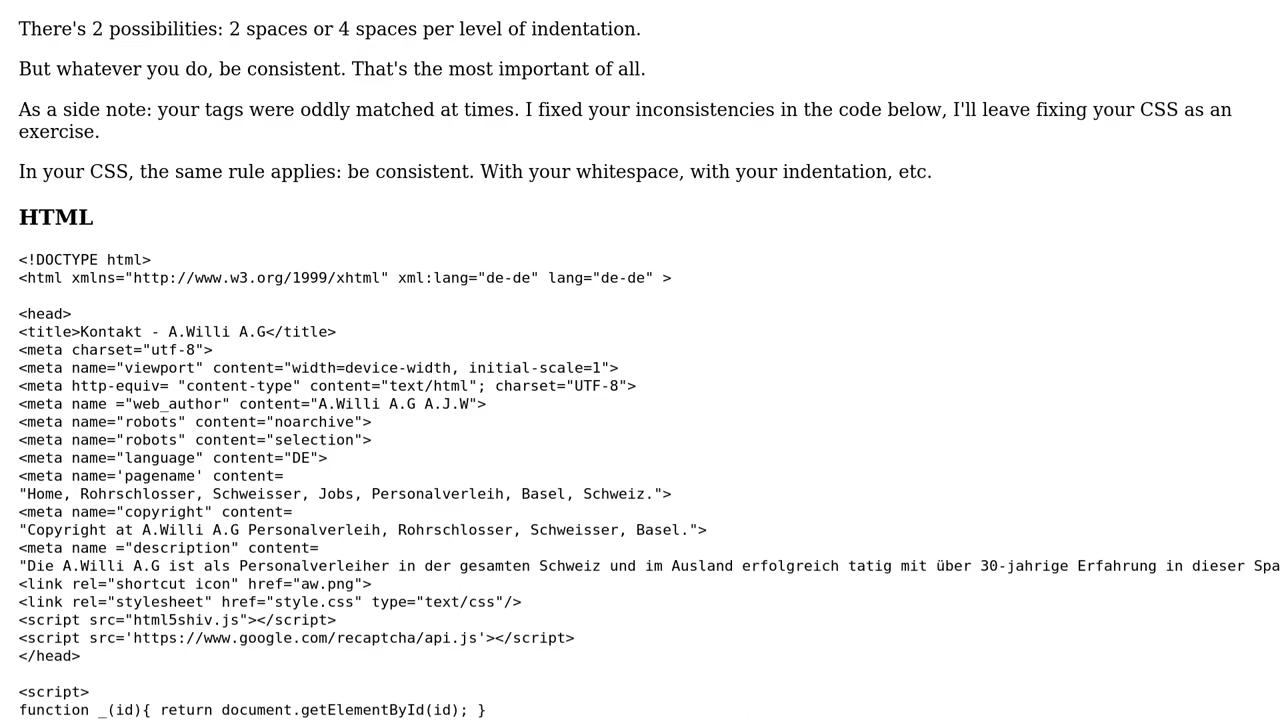 There's 2 possibilities: 2 spaces or 4 spaces per level of indentation.
But whatever you do, be consistent. That's the most important of all.
As a side note: your tags were oddly matched at times. I fixed your inconsistencies in the code below, I'll leave fixing your CSS as an
exercise.
In your CSS, the same rule applies: be consistent. With your whitespace, with your indentation, etc.
HTML
<!DOCTYPE html>
<html xmlns="http://www.w3.org/1999/xhtml" xml:lang="de-de" lang="de-de" >
<head>
<title>Kontakt - A.Willi A.G</title>
<meta charset="utf-8">
<meta name="viewport" content="width=device-width, initial-scale=1">
<meta http-equiv= "content-type" content="text/html"; charset="UTF-8">
<meta name ="web_author" content="A.Willi A.G A.J.W">
<meta name="robots" content="noarchive">
<meta name="robots" content="selection">
<meta name="language" content="DE">
<meta name='pagename' content=
"Home, Rohrschlosser, Schweisser, Jobs, Personalverleih, Basel, Schweiz.">
<meta name="copyright" content=
"Copyright at A.Willi A.G Personalverleih, Rohrschlosser, Schweisser, Basel.">
<meta name ="description" content=
"Die A.Willi A.G ist als Personalverleiher in der gesamten Schweiz und im Ausland erfolgreich tatig mit über 30-jahrige Erfahrung in dieser Spa
<link rel="shortcut icon" href="aw.png">
<link rel="stylesheet" href="style.css" type="text/css"/>
<script src="html5shiv.js"></script>
<script src='https://www.google.com/recaptcha/api.js'></script>
</head>
<script>
function _(id){ return document.getElementById(id); }